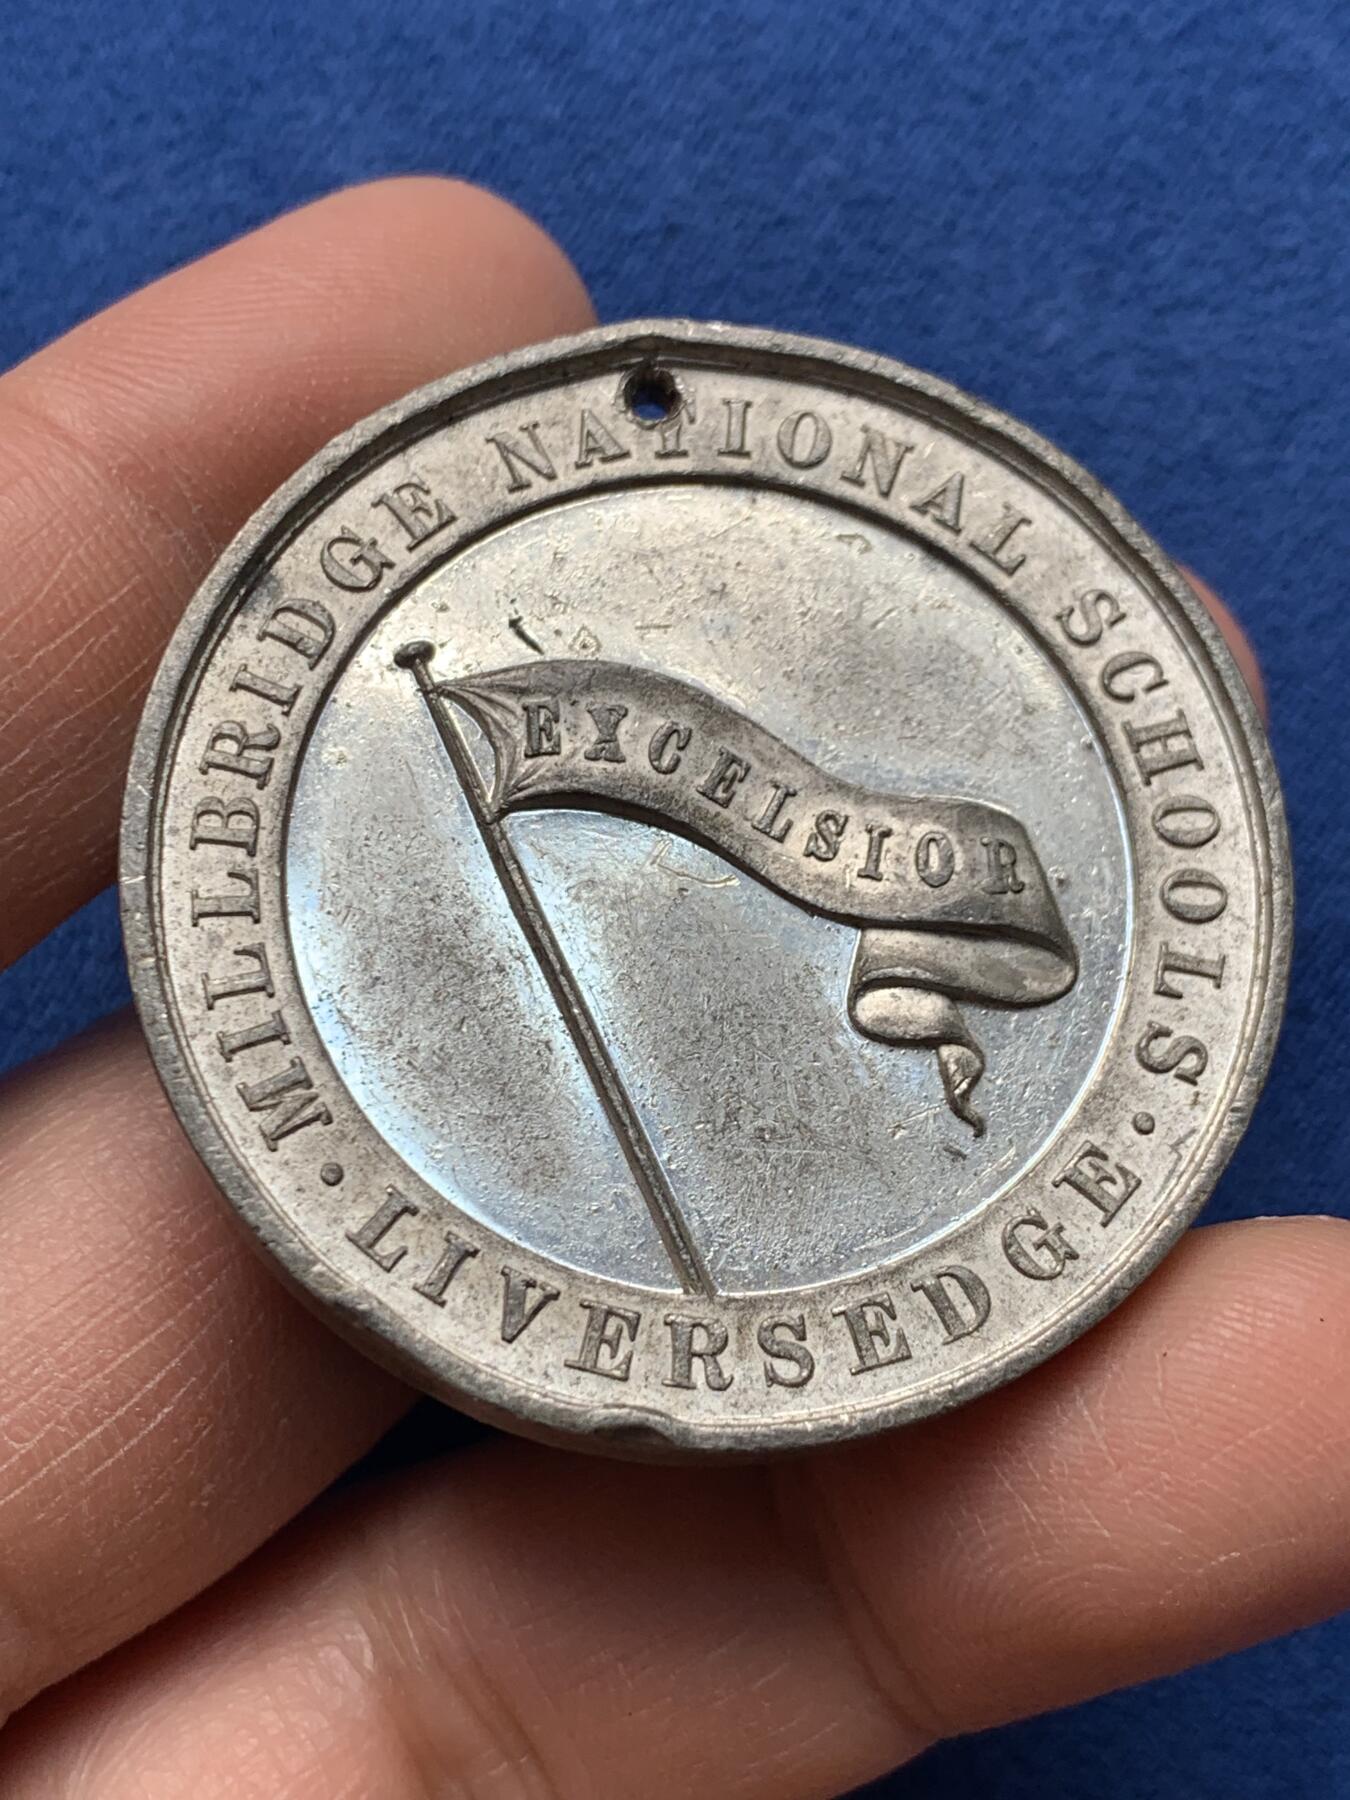 MILLBRIDGE NATIONAL SCHOOLS
· LIVERSEDGE ·
EXCELSIOR